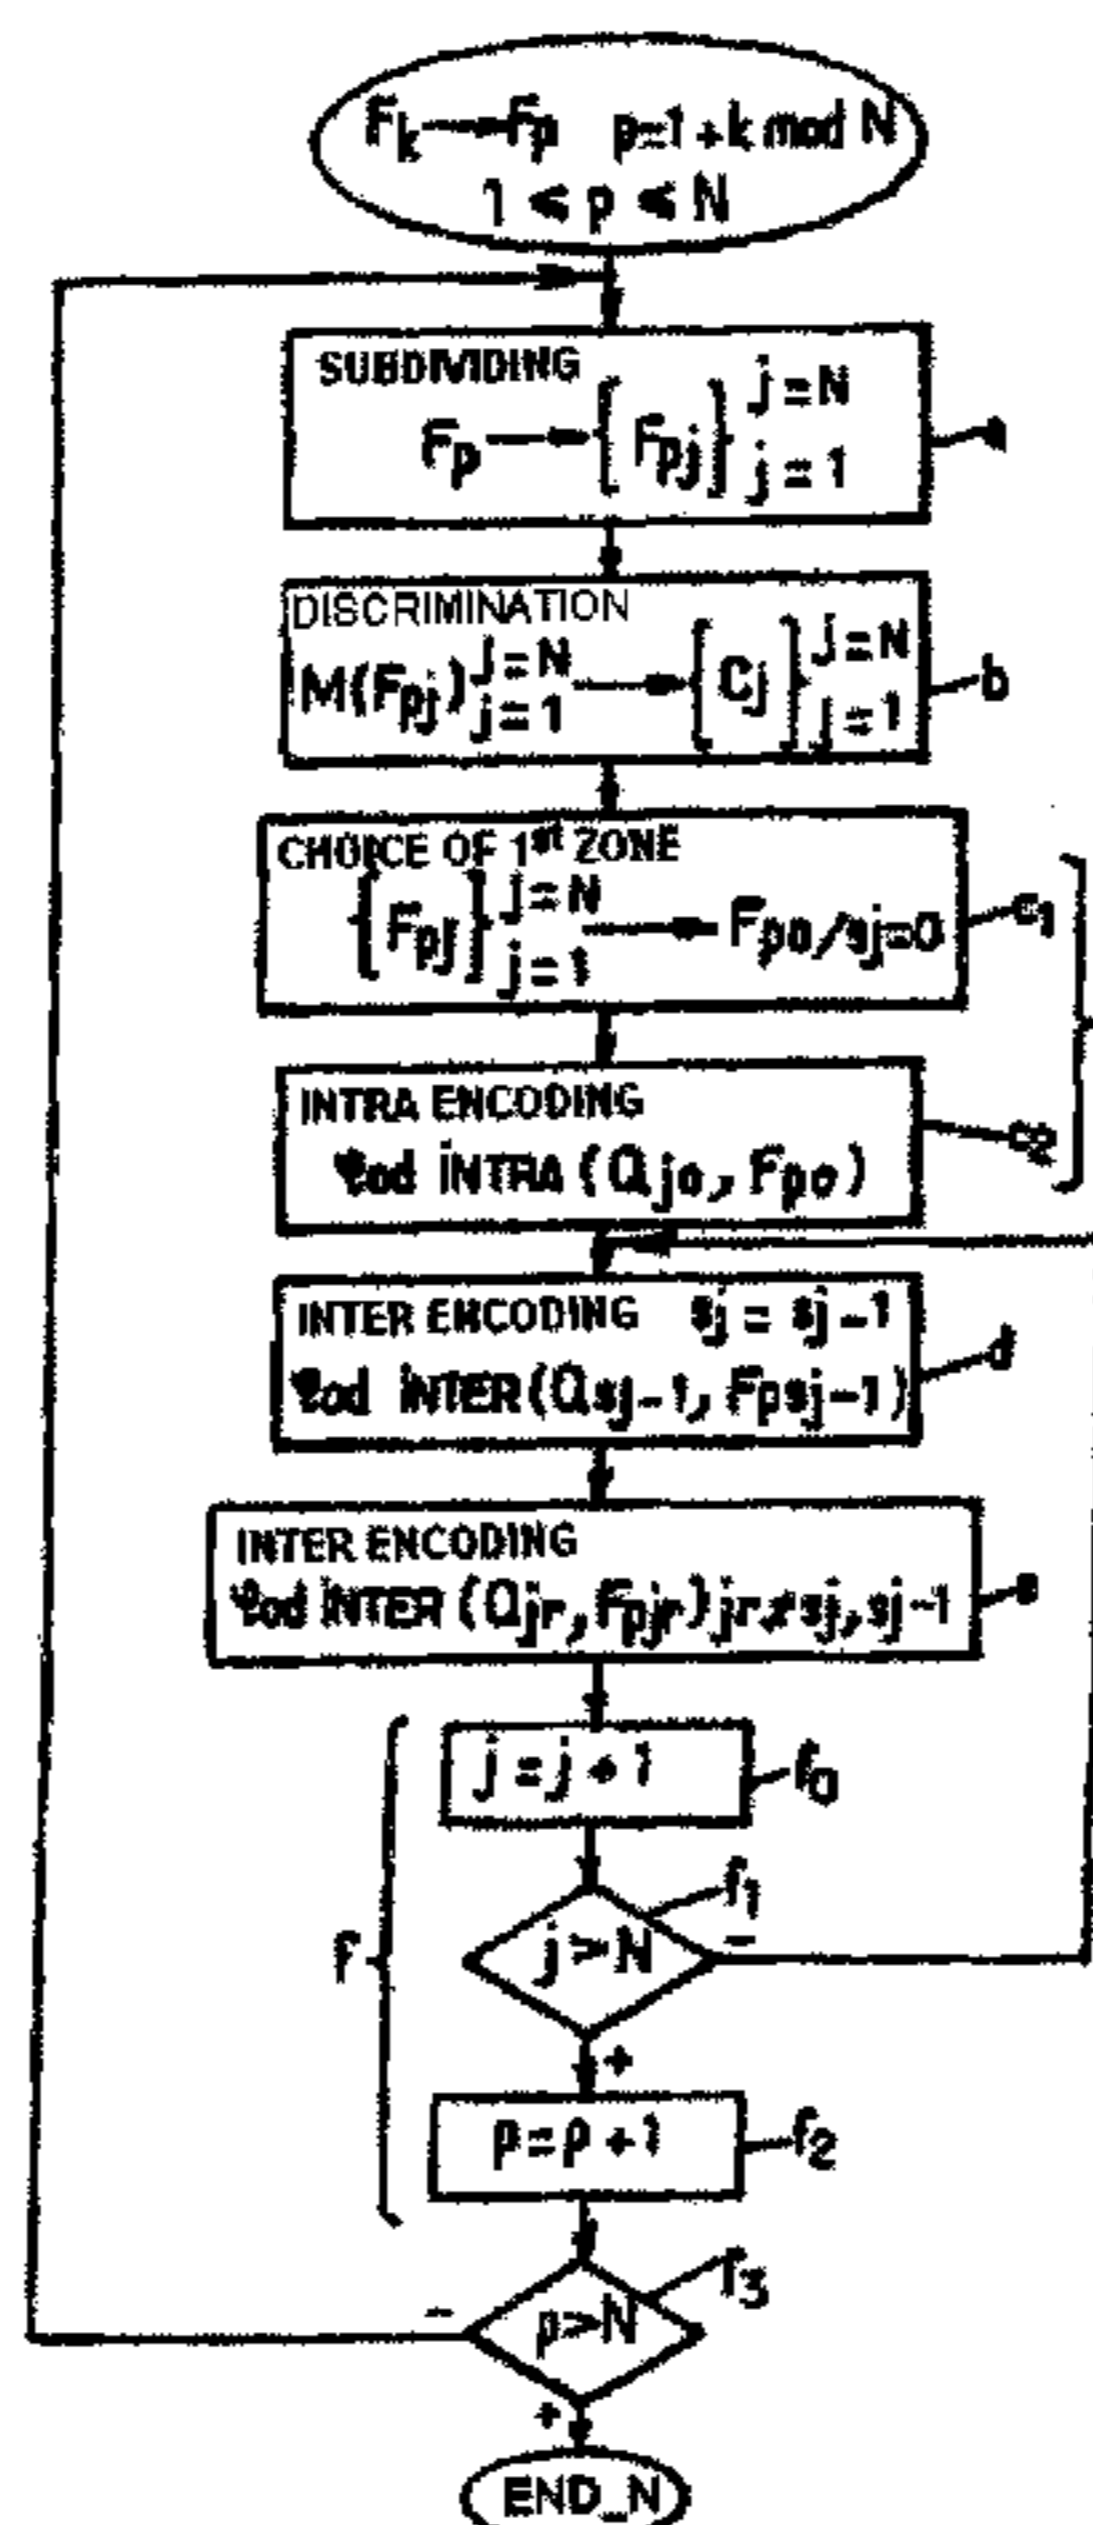 Fk → Fp p=1+k mod N
1 ≤ p ≤ N
SUBDIVIDING
Fp → { Fpj } j=N j=1
a
DISCRIMINATION
M(Fpj) j=N j=1 → { Cj } j=N j=1
b
CHOICE OF 1st ZONE
{ Fpj } j=N j=1 → Fpo/sj=0
c1
INTRA ENCODING
Cod INTRA (Qjo, Fpo)
c2
INTER ENCODING sj = sj-1
Cod INTER(Qsj-1, Fpsj-1)
d
INTER ENCODING
Cod INTER (Qjr, Fpjr) jr≠sj, sj-1
e
j=j+1
f0
f1
j>N
-
f
+
p=p+1
f2
f3
p>N
-
+
END_N